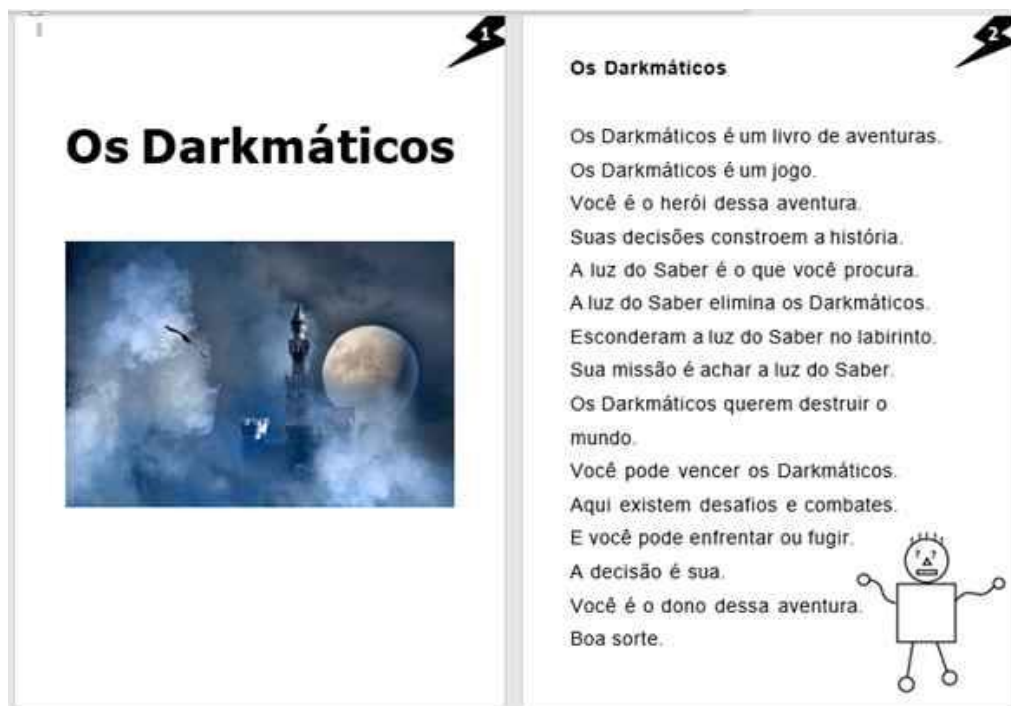 1
Os Darkmáticos
2
Os Darkmáticos
Os Darkmáticos é um livro de aventuras.
Os Darkmáticos é um jogo.
Você é o herói dessa aventura.
Suas decisões constroem a história.
A luz do Saber é o que você procura.
A luz do Saber elimina os Darkmáticos.
Esconderam a luz do Saber no labirinto.
Sua missão é achar a luz do Saber.
Os Darkmáticos querem destruir o
mundo.
Você pode vencer os Darkmáticos.
Aqui existem desafios e combates.
E você pode enfrentar ou fugir.
A decisão é sua.
Você é o dono dessa aventura.
Boa sorte.
? ?